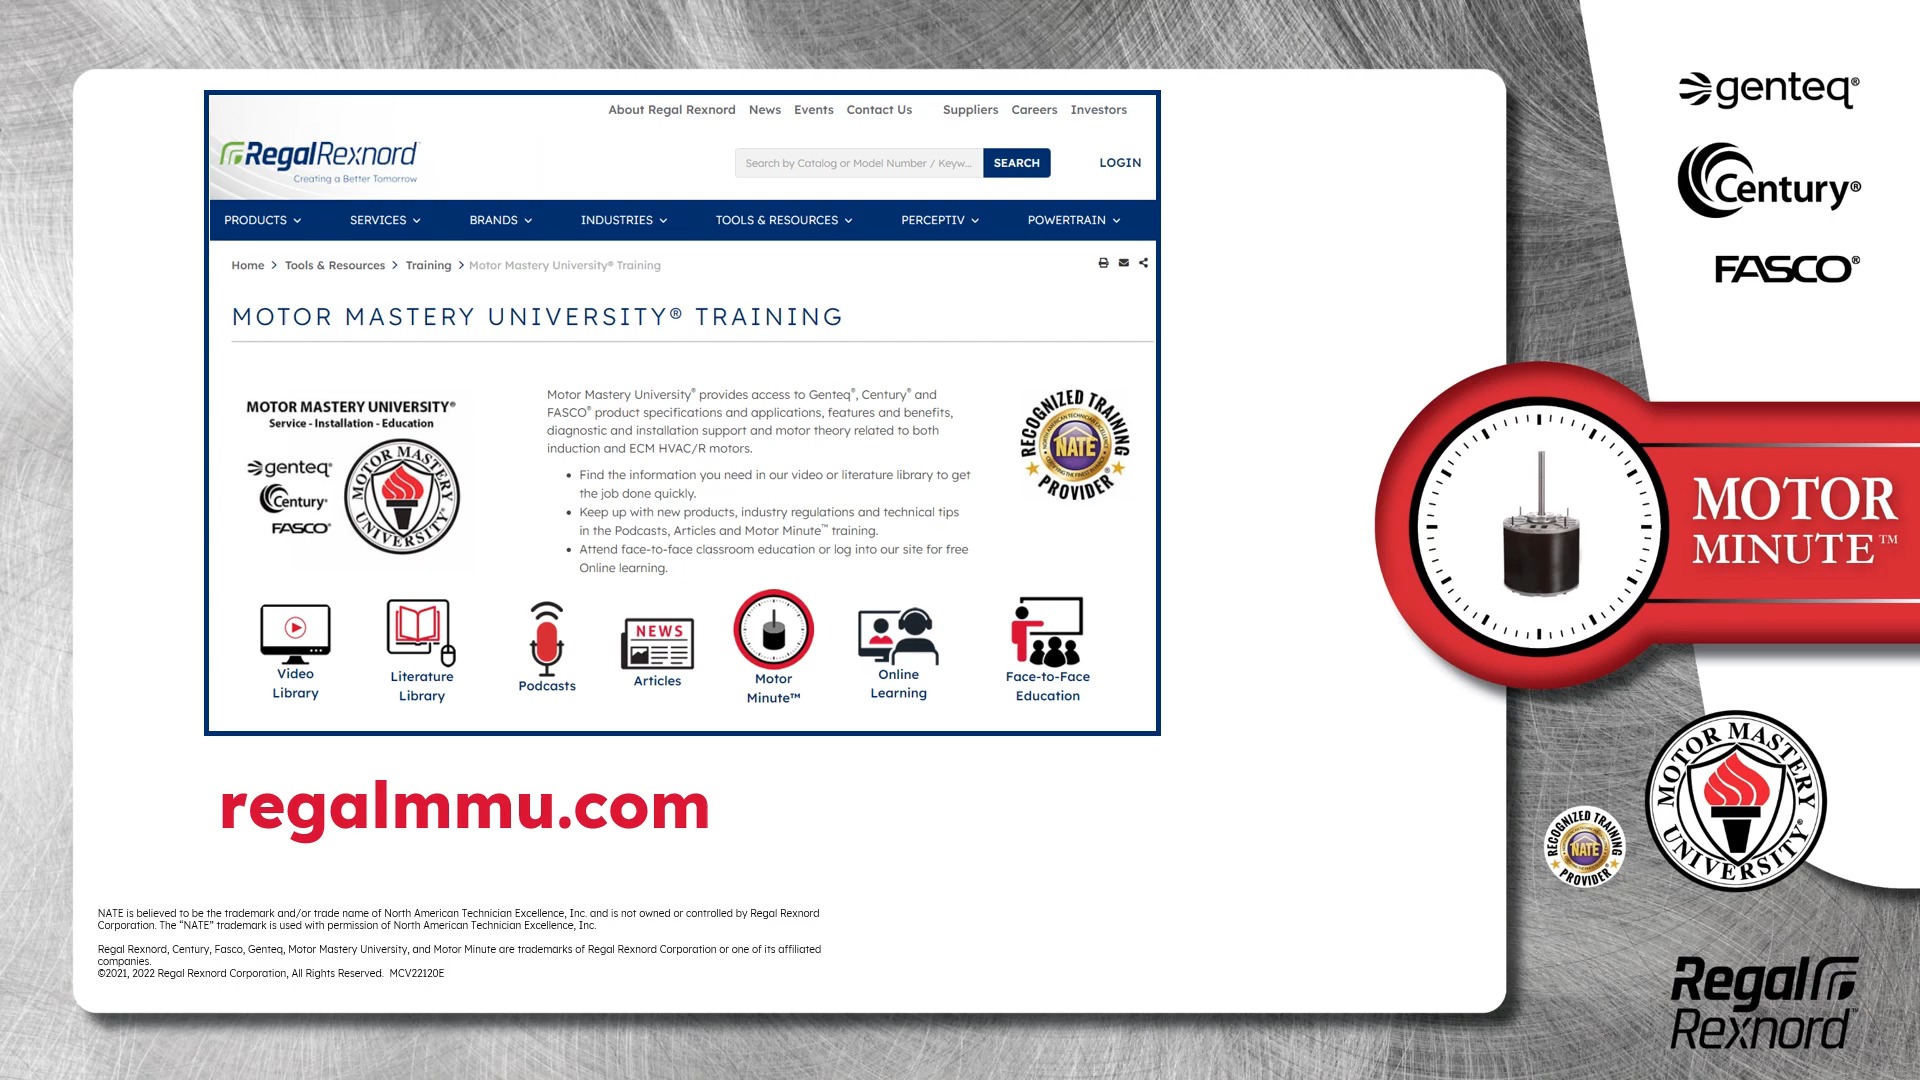 About Regal Rexnord News Events Contact Us Suppliers Careers Investors
RegalRexnord
Creating a Better Tomorrow
Search by Catalog or Model Number / Keyw... SEARCH LOGIN
PRODUCTS SERVICES BRANDS INDUSTRIES TOOLS & RESOURCES PERCEPTIV POWERTRAIN
Home > Tools & Resources > Training > Motor Mastery University® Training
MOTOR MASTERY UNIVERSITY® TRAINING
MOTOR MASTERY UNIVERSITY®
Service - Installation - Education
genteq®
Century®
FASCO®
MOTOR MASTERY UNIVERSITY®
Motor Mastery University® provides access to Genteq®, Century® and
FASCO® product specifications and applications, features and benefits,
diagnostic and installation support and motor theory related to both
induction and ECM HVAC/R motors.
• Find the information you need in our video or literature library to get
the job done quickly.
• Keep up with new products, industry regulations and technical tips
in the Podcasts, Articles and Motor Minute™ training.
• Attend face-to-face classroom education or log into our site for free
Online learning.
RECOGNIZED TRAINING
NATE
PROVIDER
Video
Library
Literature
Library
Podcasts
NEWS
Articles
Motor
Minute™
Online
Learning
Face-to-Face
Education
regalmmu.com
NATE is believed to be the trademark and/or trade name of North American Technician Excellence, Inc. and is not owned or controlled by Regal Rexnord
Corporation. The “NATE” trademark is used with permission of North American Technician Excellence, Inc.
Regal Rexnord, Century, Fasco, Genteq, Motor Mastery University, and Motor Minute are trademarks of Regal Rexnord Corporation or one of its affiliated
companies.
©2021, 2022 Regal Rexnord Corporation, All Rights Reserved. MCV22120E
genteq®
Century®
FASCO®
MOTOR
MINUTE™
MOTOR MASTERY UNIVERSITY®
RECOGNIZED TRAINING
NATE
PROVIDER
Regal
Rexnord™